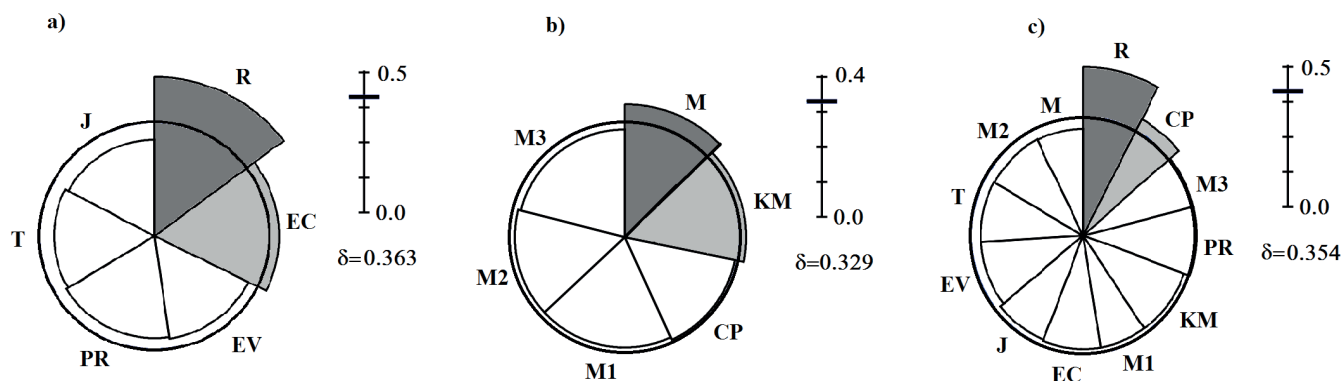 a)
R
J
EC
T
EV
PR
0.5
0.0
δ=0.363
b)
M
M3
KM
M2
CP
M1
0.4
0.0
δ=0.329
c)
R
M
CP
M2
M3
T
PR
EV
KM
J
M1
EC
0.5
0.0
δ=0.354